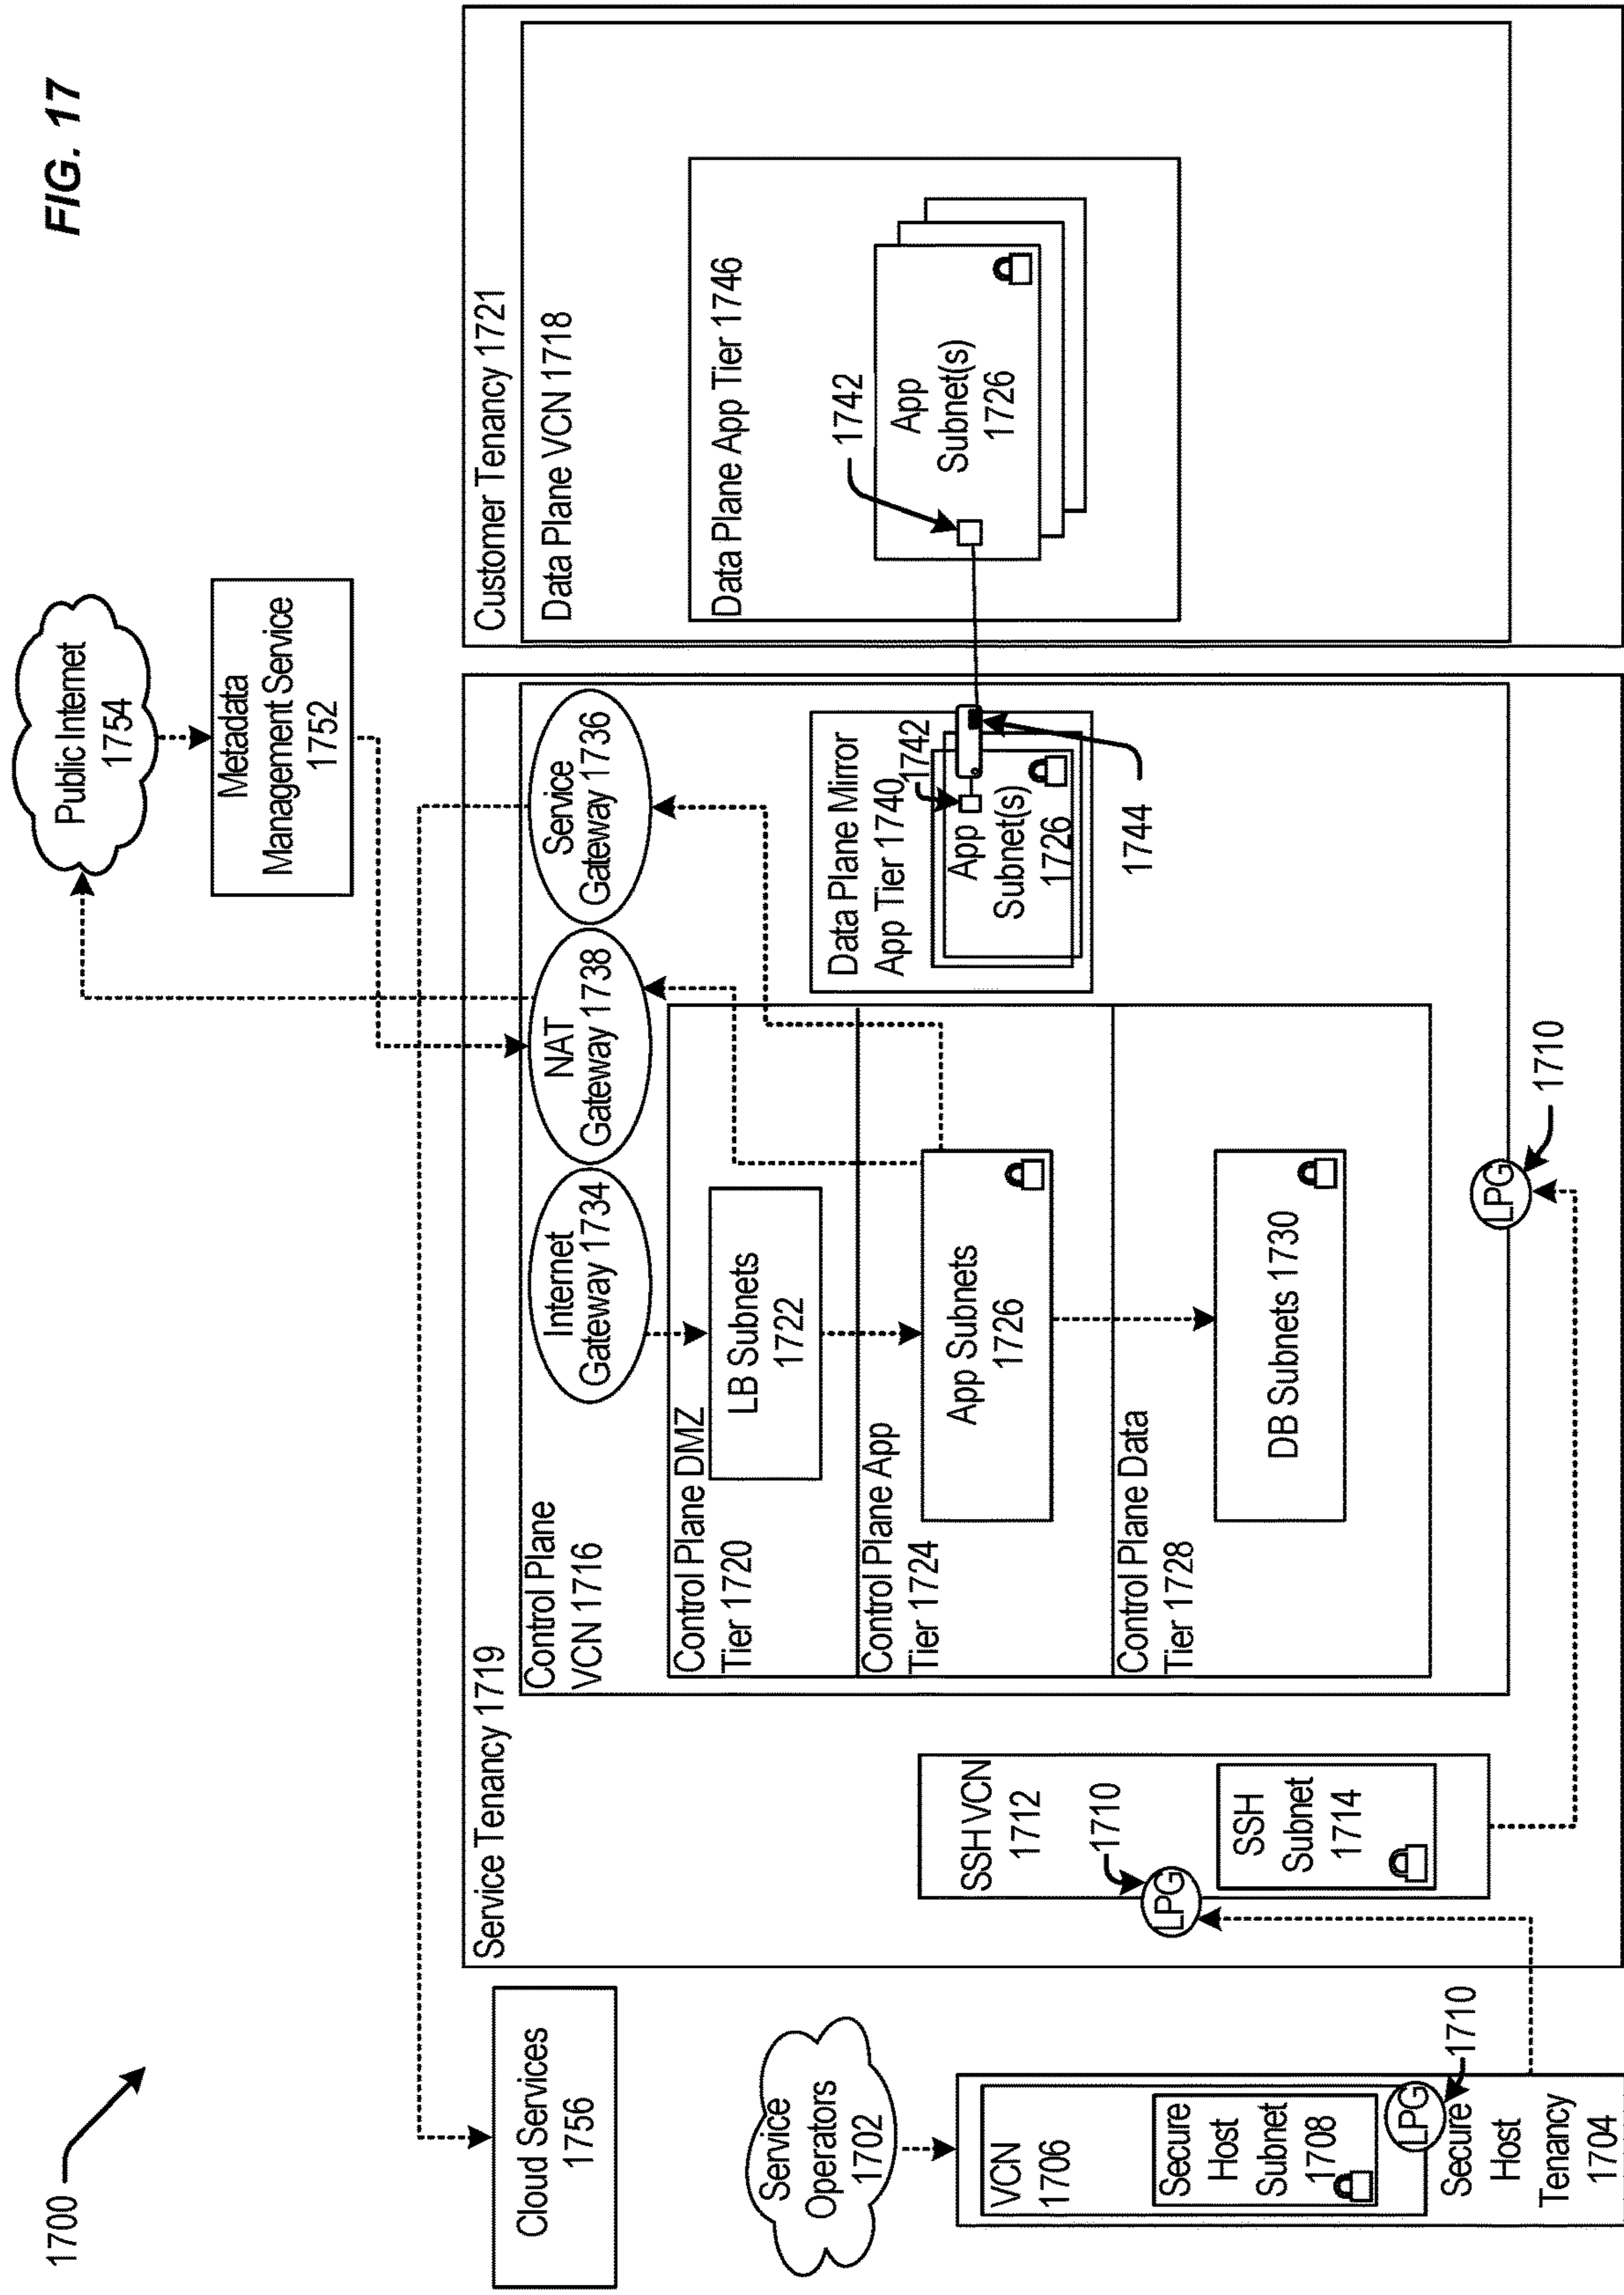 1700
FIG. 17
Public Internet
1754
Metadata
Management Service
1752
Cloud Services
1756
Service
Operators
1702
VCN
1706
Secure
Host
Subnet
1708
LPG
1710
Secure
Host
Tenancy
1704
Service Tenancy 1719
SSH VCN
1712
1710
LPG
SSH
Subnet
1714
Control Plane
VCN 1716
Internet
Gateway 1734
NAT
Gateway 1738
Service
Gateway 1736
Control Plane DMZ
Tier 1720
LB Subnets
1722
Control Plane App
Tier 1724
App Subnets
1726
Control Plane Data
Tier 1728
DB Subnets 1730
LPG
1710
Data Plane Mirror
App Tier 1740
1742
App
Subnet(s)
1726
1744
Customer Tenancy 1721
Data Plane VCN 1718
Data Plane App Tier 1746
1742
App
Subnet(s)
1726